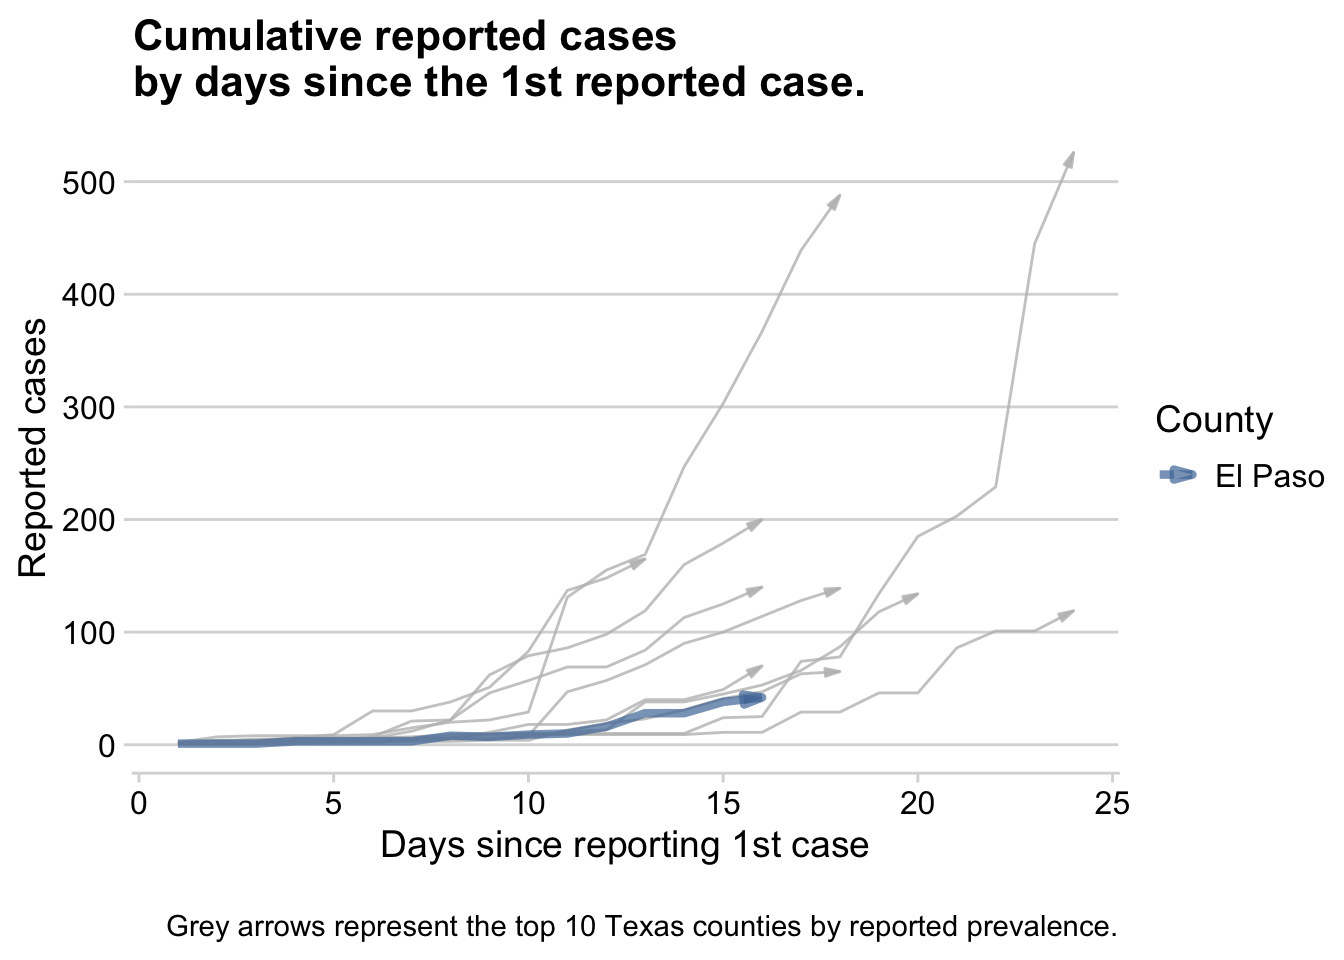 Cumulative reported cases
by days since the 1st reported case.
500
400
300
200
100
0
Reported cases
0 5 10 15 20 25
Days since reporting 1st case
County
El Paso
Grey arrows represent the top 10 Texas counties by reported prevalence.